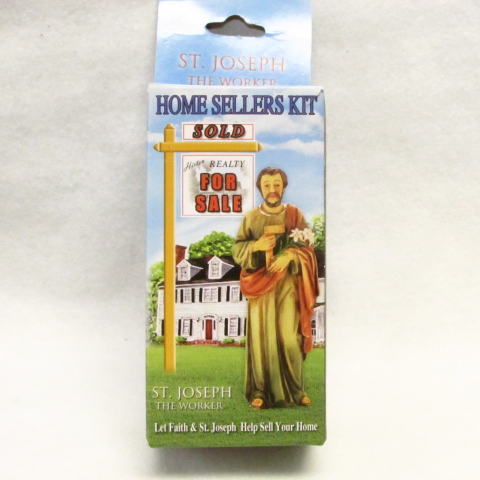 ST. JOSEPH
THE WORKER
HOME SELLERS KIT
SOLD
REALTY
FOR
SALE
ST. JOSEPH
THE WORKER
Let Faith & St. Joseph Help Sell Your Home